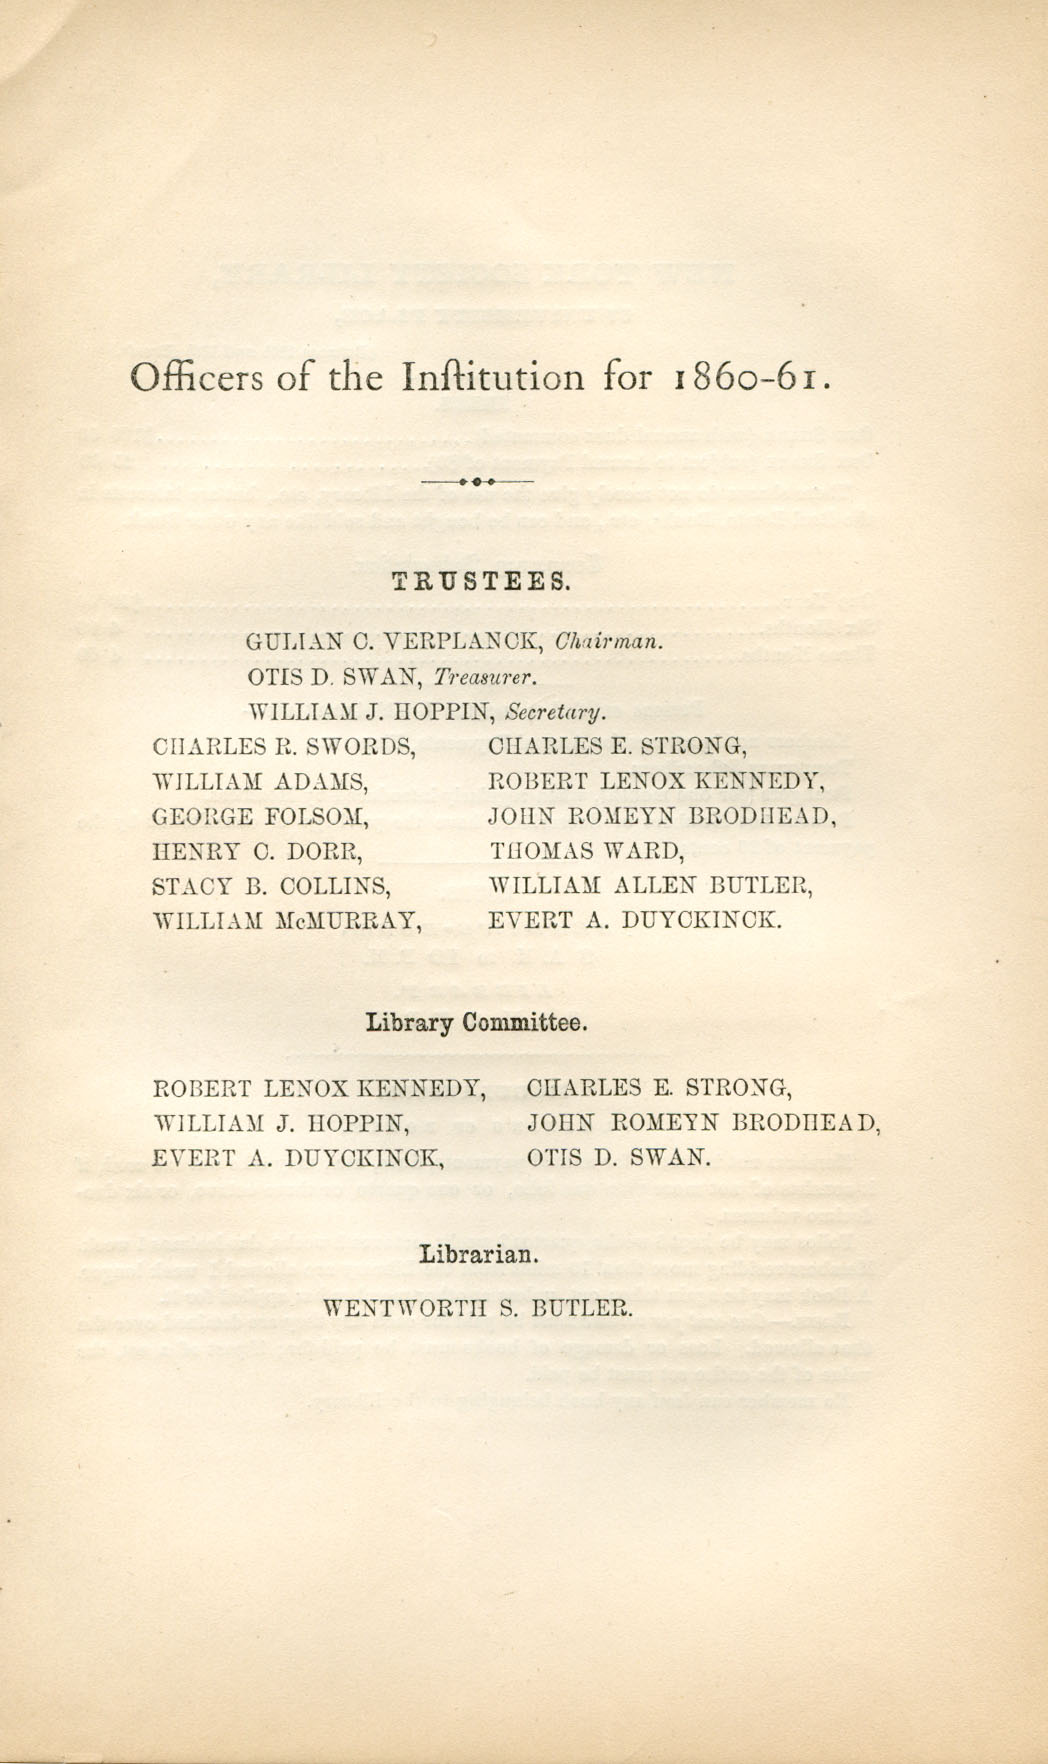 Officers of the Inſtitution for 1860-61.
TRUSTEES.
GULIAN C. VERPLANCK, Chairman.
OTIS D. SWAN, Treasurer.
WILLIAM J. HOPPIN, Secretary.
CHARLES R. SWORDS, CHARLES E. STRONG,
WILLIAM ADAMS, ROBERT LENOX KENNEDY,
GEORGE FOLSOM, JOHN ROMEYN BRODHEAD,
HENRY C. DORR, THOMAS WARD,
STACY B. COLLINS, WILLIAM ALLEN BUTLER,
WILLIAM McMURRAY, EVERT A. DUYCKINCK.
Library Committee.
ROBERT LENOX KENNEDY, CHARLES E. STRONG,
WILLIAM J. HOPPIN, JOHN ROMEYN BRODHEAD,
EVERT A. DUYCKINCK, OTIS D. SWAN.
Librarian.
WENTWORTH S. BUTLER.